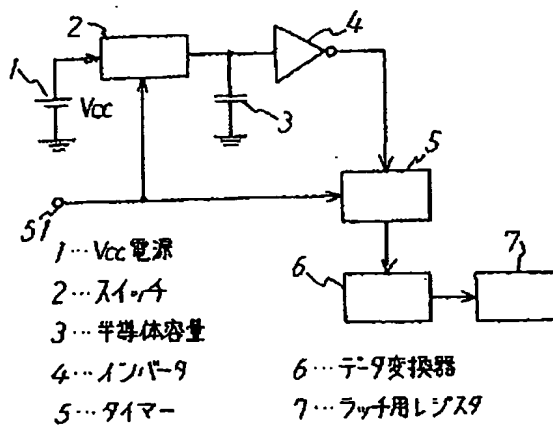 2
4
1
Vcc
3
5
S1
6
7
1…Vcc電源
2…スイッチ
3…半導体容量
4…インバータ
5…タイマー
6…データ変換器
7…ラッチ用レジスタ